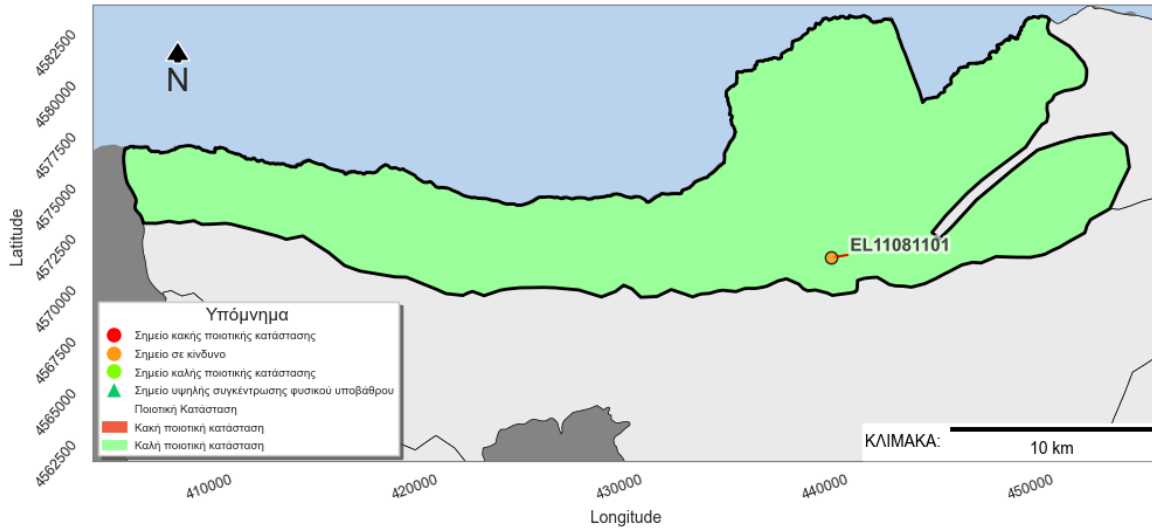 4582500
4580000
4577500
4575000
4572500
4570000
4567500
4565000
4562500
Latitude
N
EL11081101
Υπόμνημα
Σημείο κακής ποιοτικής κατάστασης
Σημείο σε κίνδυνο
Σημείο καλής ποιοτικής κατάστασης
Σημείο υψηλής συγκέντρωσης φυσικού υποβάθρου
Ποιοτική Κατάσταση
Κακή ποιοτική κατάσταση
Καλή ποιοτική κατάσταση
ΚΛΙΜΑΚΑ:
10 km
410000
420000
430000
440000
450000
Longitude